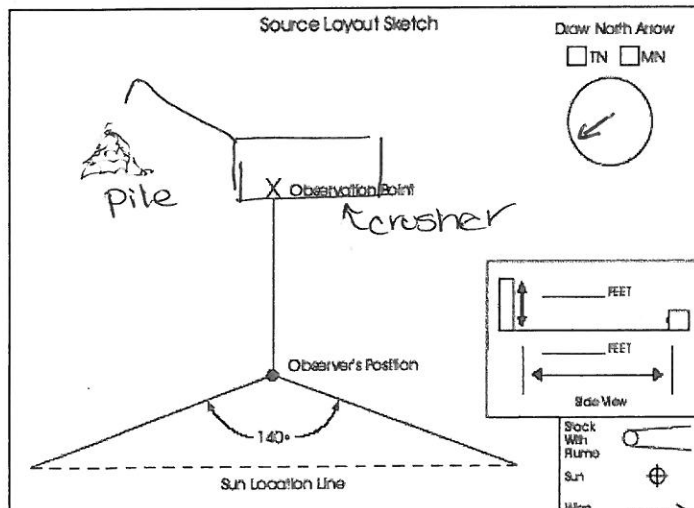 Source Layout Sketch
Draw North Arrow
TN MN
X Observation Point
Pile
crusher
FEET
FEET
Side View
Observer's Position
140°
Sun Location Line
Stack
With
Plume
Sun